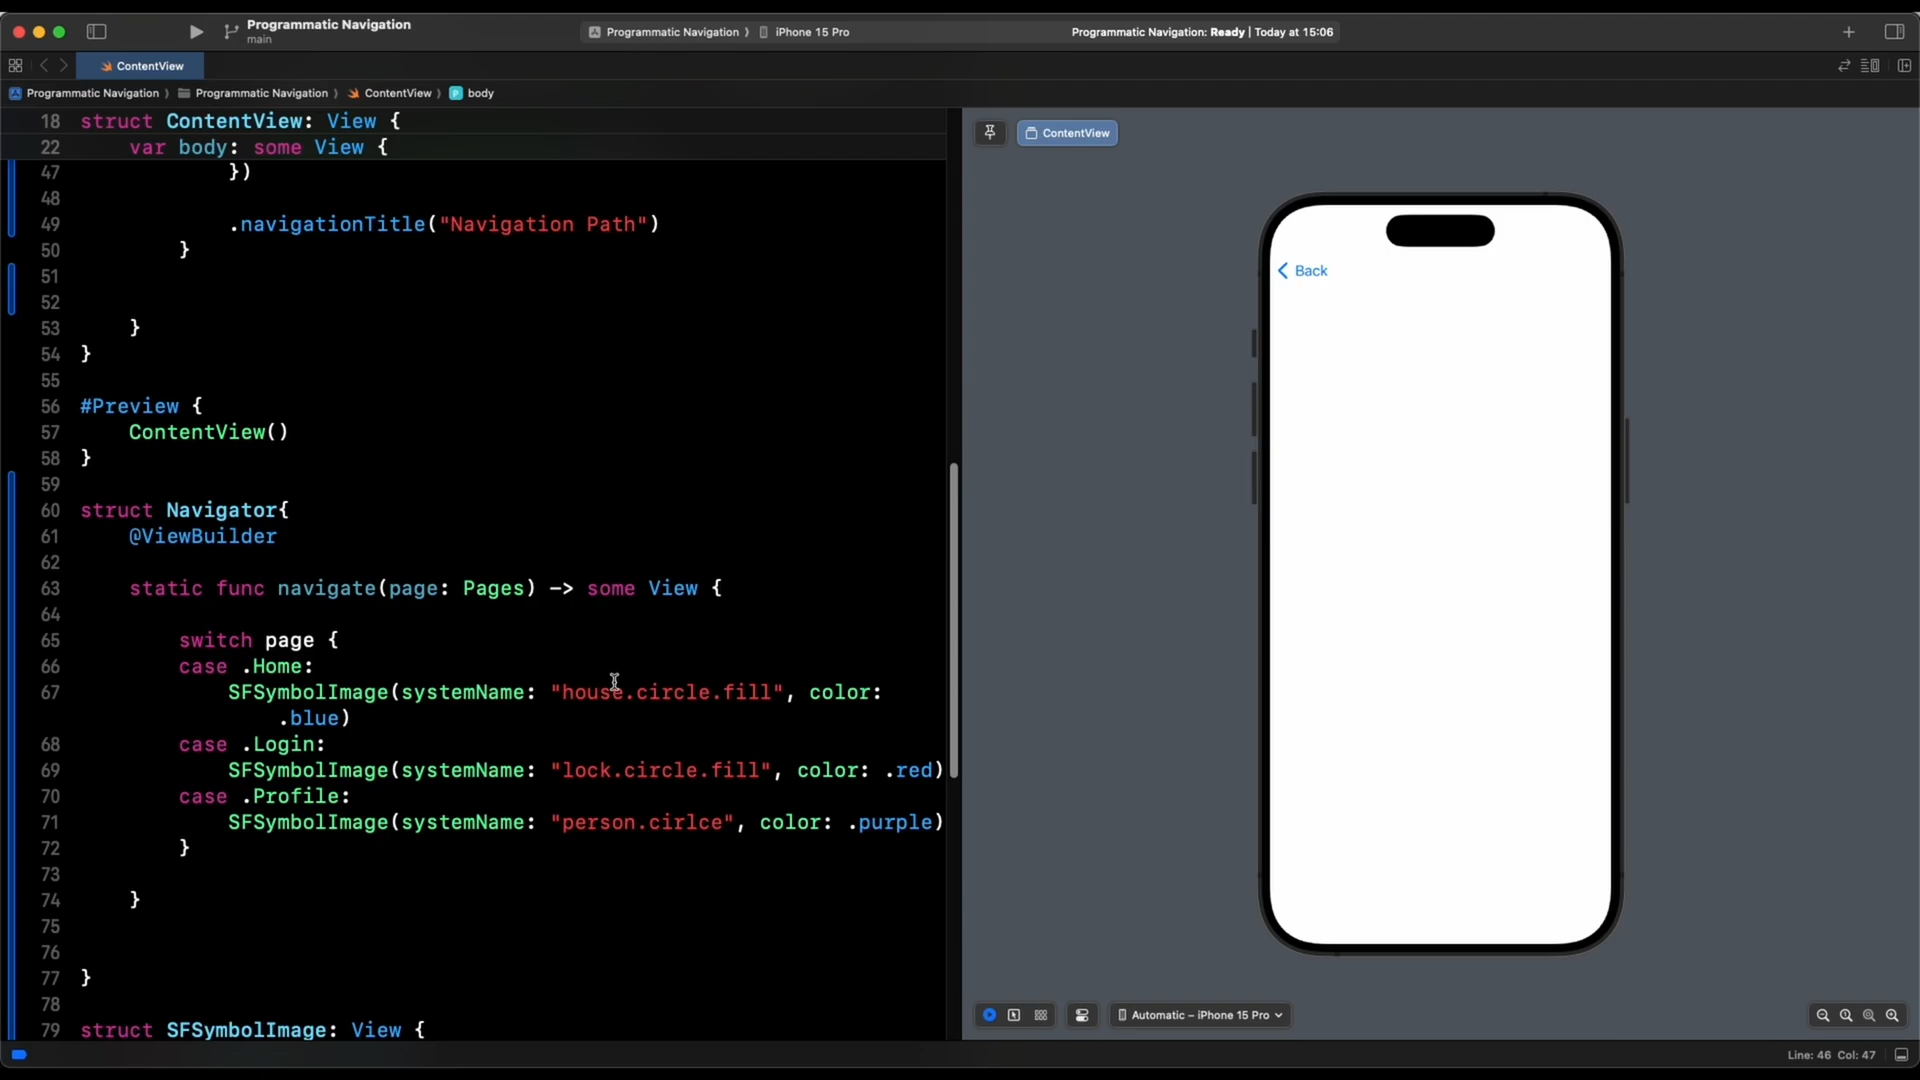 Programmatic Navigation
main
Programmatic Navigation 〉 iPhone 15 Pro
Programmatic Navigation: Ready | Today at 15:06
ContentView
Programmatic Navigation 〉 Programmatic Navigation 〉 ContentView 〉 body
18 struct ContentView: View {
22     var body: some View {
47             })
48
49             .navigationTitle("Navigation Path")
50         }
51
52
53     }
54 }
55
56 #Preview {
57     ContentView()
58 }
59
60 struct Navigator{
61     @ViewBuilder
62
63     static func navigate(page: Pages) -> some View {
64
65         switch page {
66         case .Home:
67             SFSymbolImage(systemName: "house.circle.fill", color:
                .blue)
68         case .Login:
69             SFSymbolImage(systemName: "lock.circle.fill", color: .red)
70         case .Profile:
71             SFSymbolImage(systemName: "person.cirlce", color: .purple)
72         }
73
74     }
75
76
77 }
78
79 struct SFSymbolImage: View {
ContentView
Back
Automatic – iPhone 15 Pro
Line: 46 Col: 47